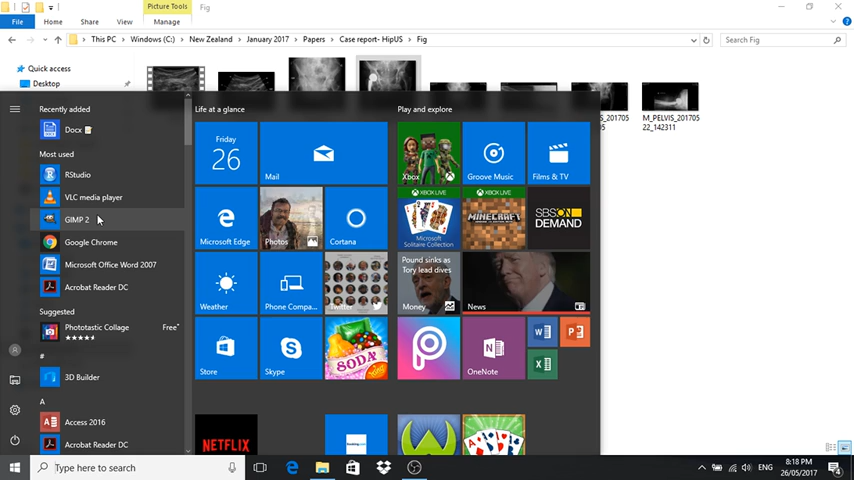 Picture Tools
Fig
File
Home
Share
View
Manage
This PC
Windows (C:)
New Zealand
January 2017
Papers
Case report- HipUS
Fig
Search Fig
Quick access
Desktop
M_PELVIS_201705
22_142311
Recently added
Docx
Most used
RStudio
VLC media player
GIMP 2
Google Chrome
Microsoft Office Word 2007
Acrobat Reader DC
Suggested
Phototastic Collage
Free*
#
3D Builder
A
Access 2016
Acrobat Reader DC
Life at a glance
Friday
26
Mail
Microsoft Edge
Photos
Cortana
Weather
Phone Compa...
Twitter
Store
Skype
SODA
NETFLIX
Booking.com
Play and explore
Xbox
Groove Music
Films & TV
XBOX LIVE
Microsoft
Solitaire Collection
XBOX LIVE
MINECRAFT
SBS
ON
DEMAND
Pound sinks as
Tory lead dives
Money
News
OneNote
Type here to search
ENG
8:18 PM
26/05/2017
4